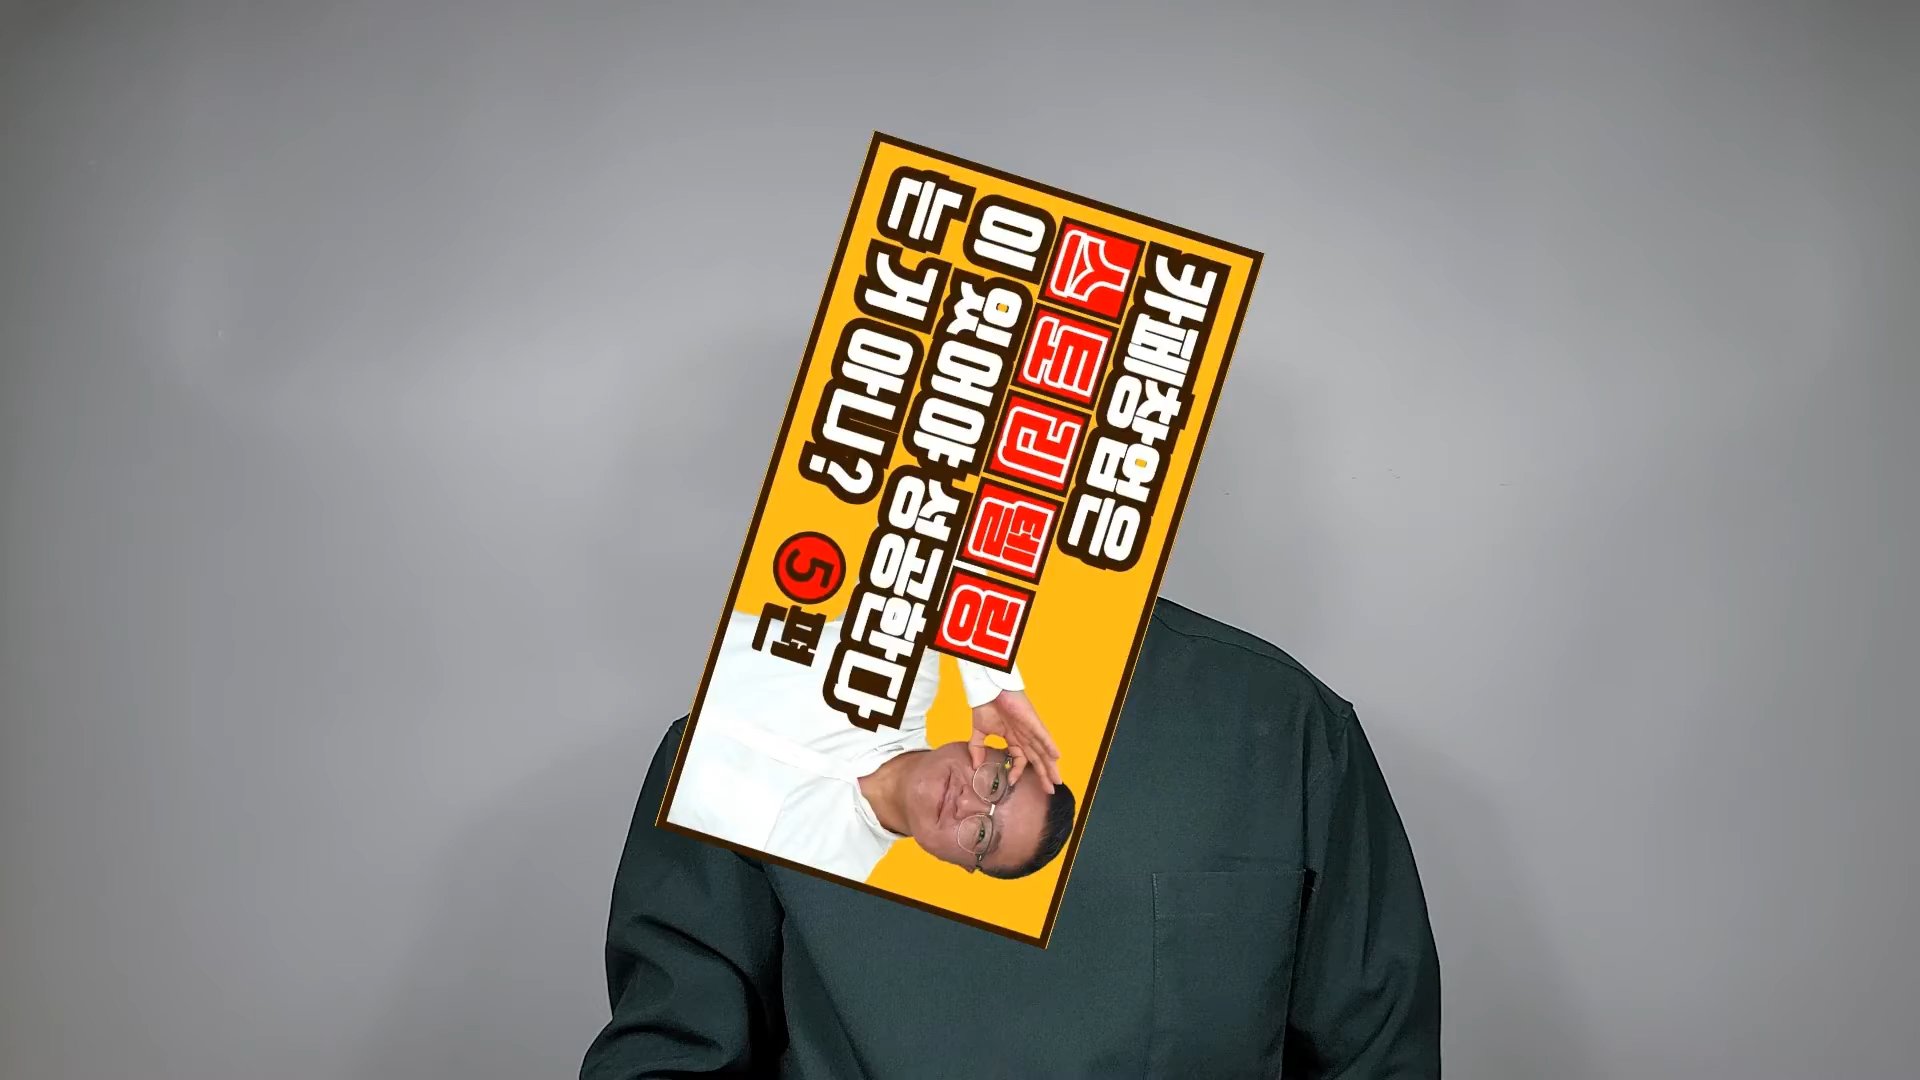 카페창업은
스토리텔링
이 있어야 성공한다
는 거 아니?
5편